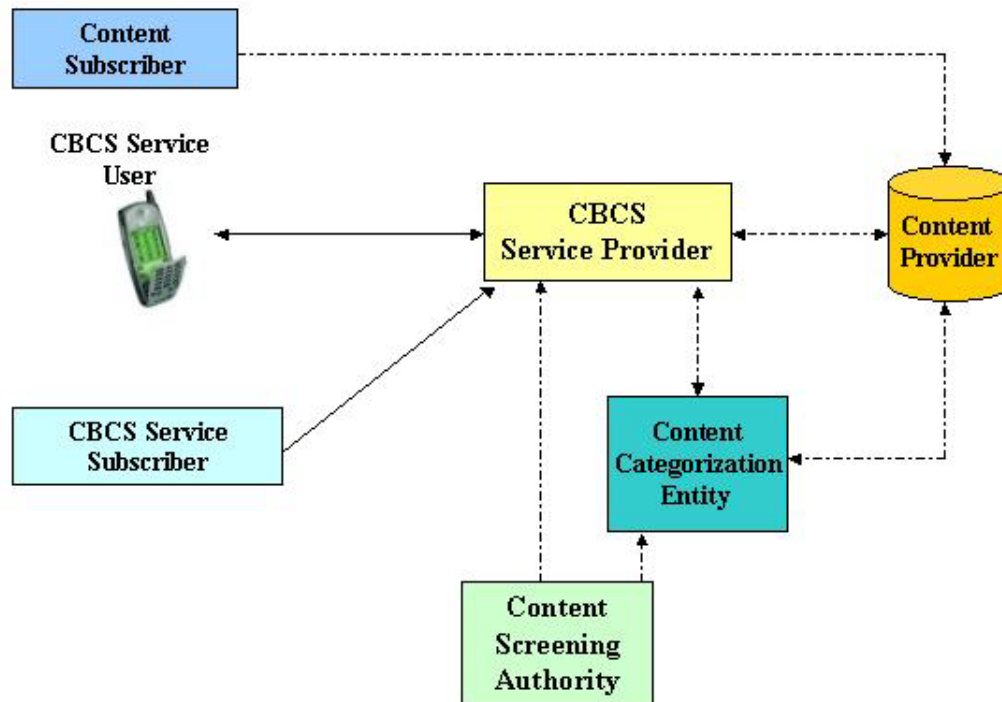 Content
Subscriber
CBCS Service
User
CBCS
Service Provider
Content
Provider
CBCS Service
Subscriber
Content
Categorization
Entity
Content
Screening
Authority